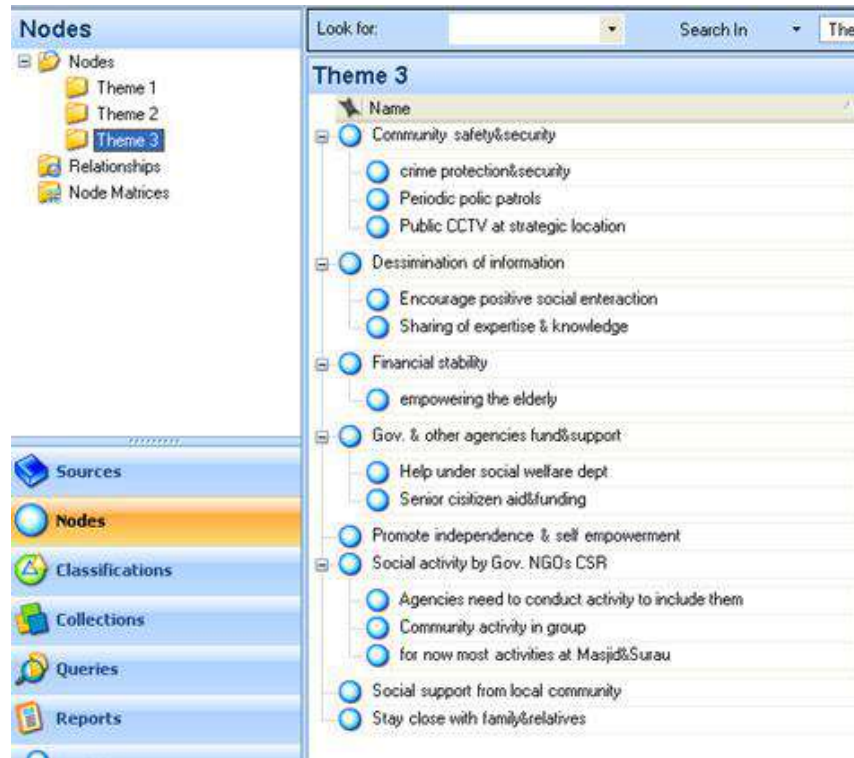 Nodes
Nodes
Theme 1
Theme 2
Theme 3
Relationships
Node Matrices
Sources
Nodes
Classifications
Collections
Queries
Reports
Look for:
Search In
The
Theme 3
Name
Community safety&security
crime protection&security
Periodic polic patrols
Public CCTV at strategic location
Dessimination of information
Encourage positive social enteraction
Sharing of expertise & knowledge
Financial stability
empowering the elderly
Gov. & other agencies fund&support
Help under social welfare dept
Senior cisitizen aid&funding
Promote independence & self empowerment
Social activity by Gov. NGOs CSR
Agencies need to conduct activity to include them
Community activity in group
for now most activities at Masjid&Surau
Social support from local community
Stay close with family&relatives